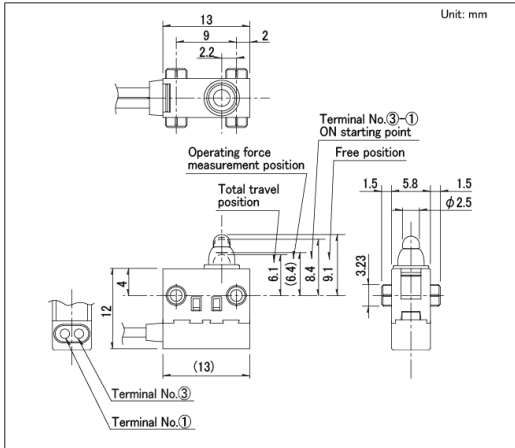 Unit: mm
13
9
2
2.2
Terminal No.③-①
ON starting point
Operating force
measurement position
Free position
Total travel
position
1.5
5.8
1.5
φ2.5
6.1
(6.4)
8.4
9.1
3.23
4
12
(13)
Terminal No.③
Terminal No.①